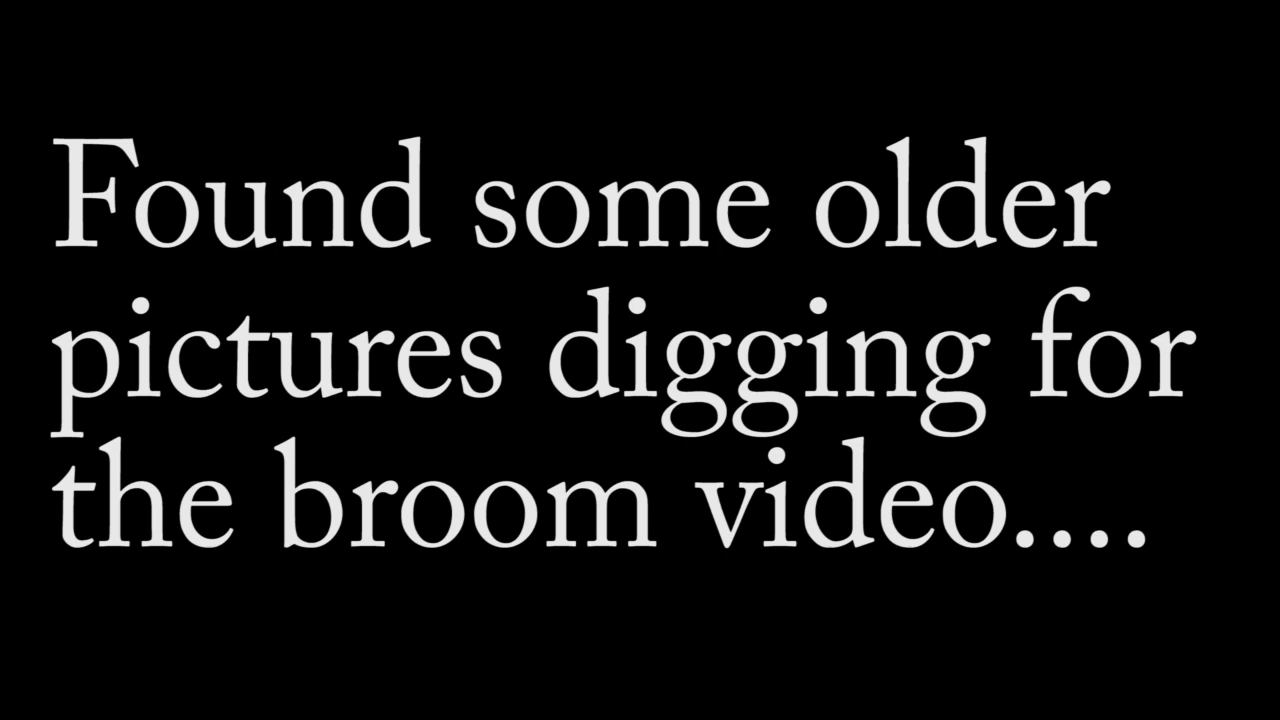 Found some older
pictures digging for
the broom video....